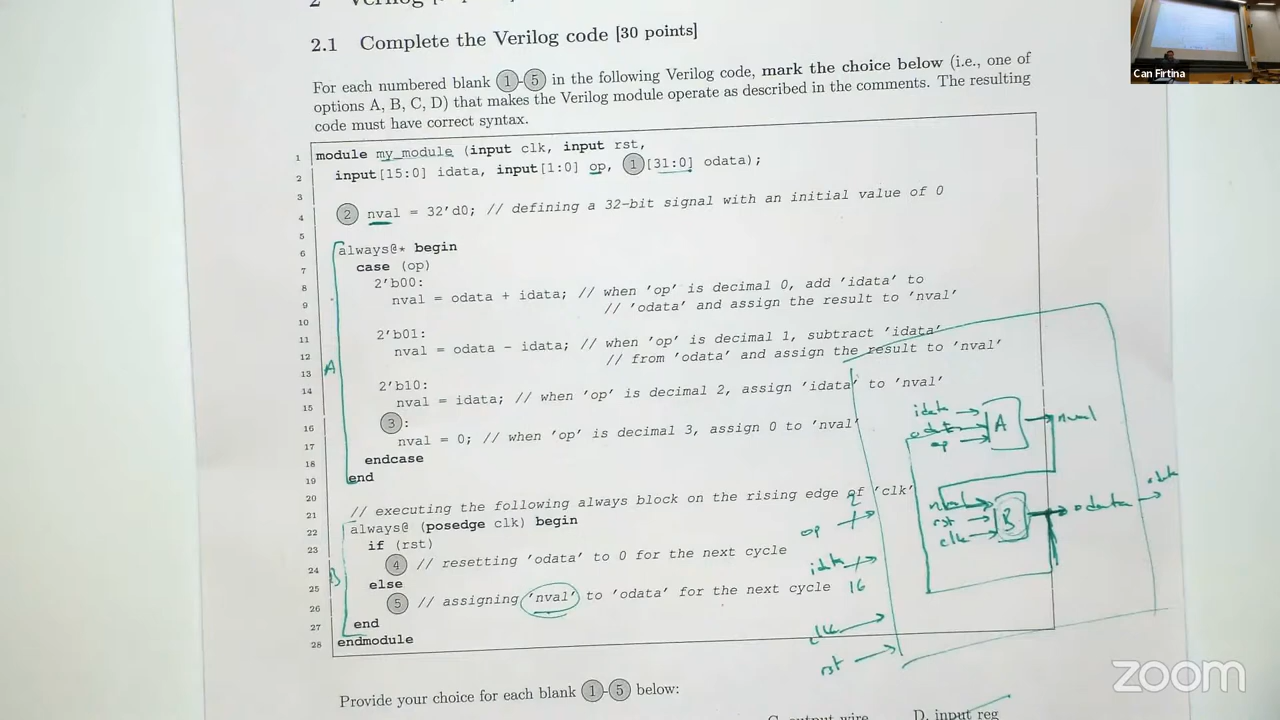 2.1 Complete the Verilog code [30 points]
For each numbered blank 1-5 in the following Verilog code, mark the choice below (i.e., one of
options A, B, C, D) that makes the Verilog module operate as described in the comments. The resulting
code must have correct syntax.
1 module my_module (input clk, input rst,
2 input[15:0] idata, input[1:0] op, 1 [31:0] odata);
3
4 2 nval = 32'd0; // defining a 32-bit signal with an initial value of 0
5
6 always@* begin
7 case (op)
8 2'b00:
9 nval = odata + idata; // when 'op' is decimal 0, add 'idata' to
10 // 'odata' and assign the result to 'nval'
11 2'b01:
12 nval = odata - idata; // when 'op' is decimal 1, subtract 'idata'
13 // from 'odata' and assign the result to 'nval'
14 2'b10:
15 nval = idata; // when 'op' is decimal 2, assign 'idata' to 'nval'
16 3 :
17 nval = 0; // when 'op' is decimal 3, assign 0 to 'nval'
18 endcase
19 end
20
21 // executing the following always block on the rising edge of 'clk'
22 always@ (posedge clk) begin
23 if (rst)
24 4 // resetting 'odata' to 0 for the next cycle
25 else
26 5 // assigning 'nval' to 'odata' for the next cycle
27 end
28 endmodule
A
B
idata
odata
op
A
nval
nval
rst
clk
B
odata
odata
2
op
idata
16
clk
rst
Provide your choice for each blank 1-5 below:
C. output wire D. input reg
Can Firtina
zoom